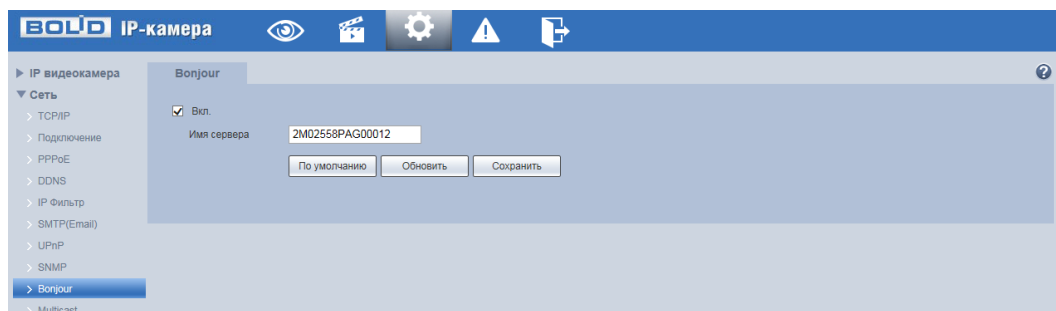 BOLID IP-камера
IP видеокамера
Сеть
TCP/IP
Подключение
PPPoE
DDNS
IP Фильтр
SMTP(Email)
UPnP
SNMP
Bonjour
Multicast
Bonjour
Вкл.
Имя сервера 2M02558PAG00012
По умолчанию Обновить Сохранить